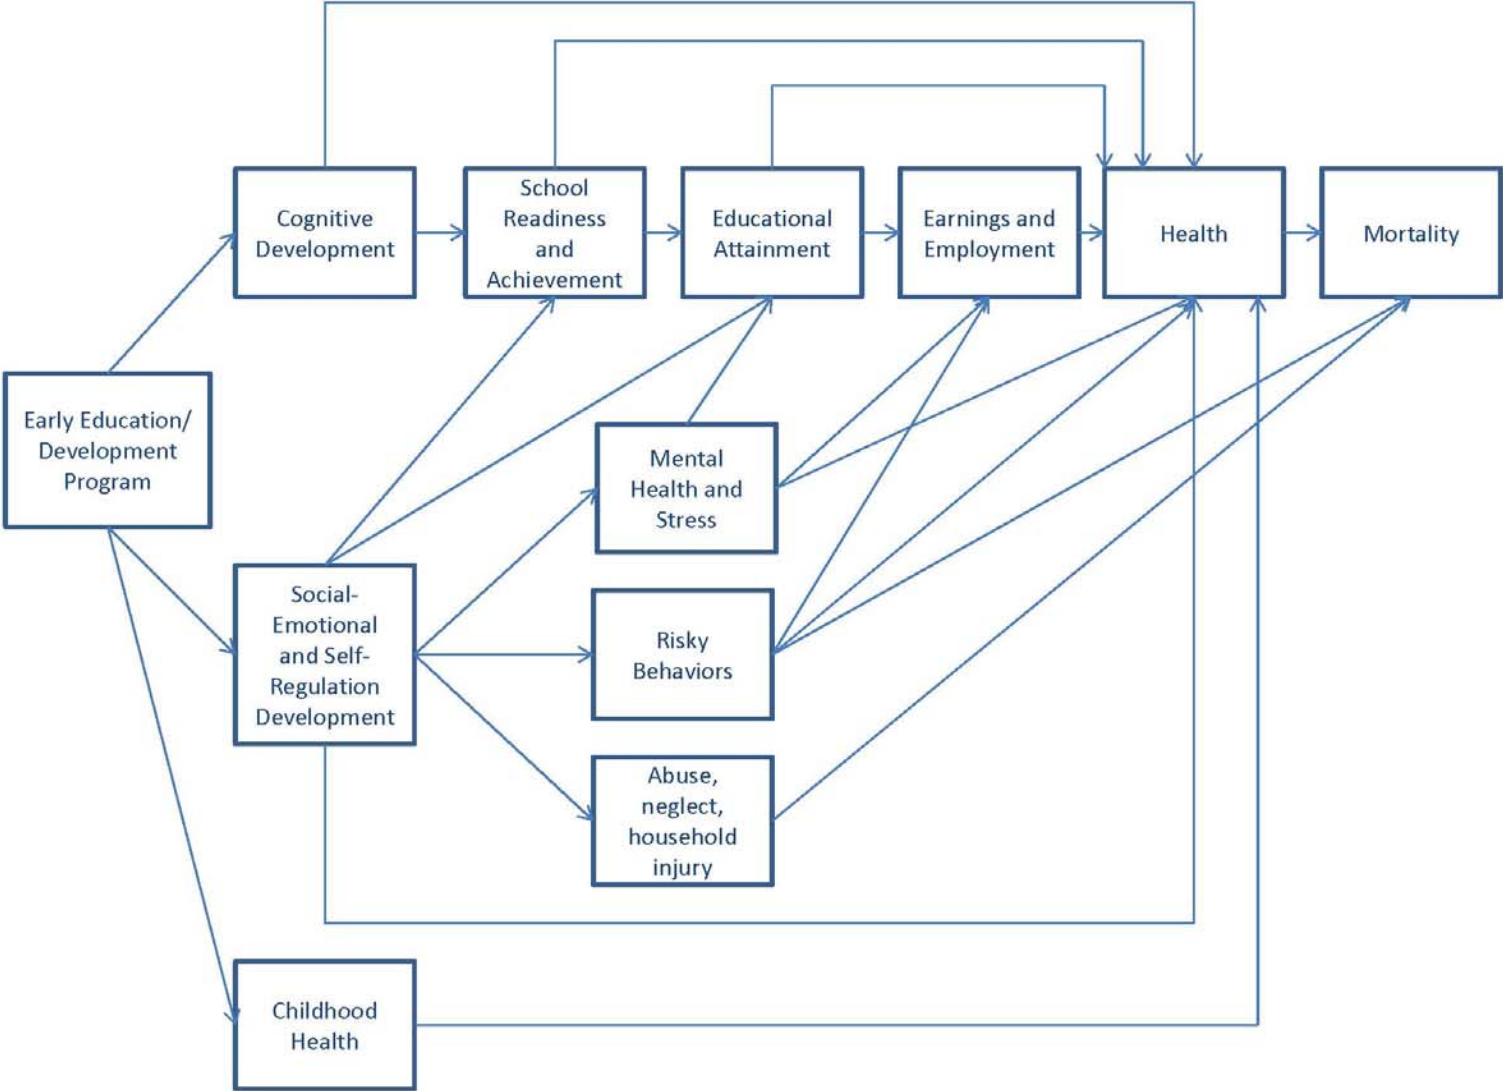 Cognitive
Development
School
Readiness
and
Achievement
Educational
Attainment
Earnings and
Employment
Health
Mortality
Early Education/
Development
Program
Mental
Health and
Stress
Social-
Emotional
and Self-
Regulation
Development
Risky
Behaviors
Abuse,
neglect,
household
injury
Childhood
Health